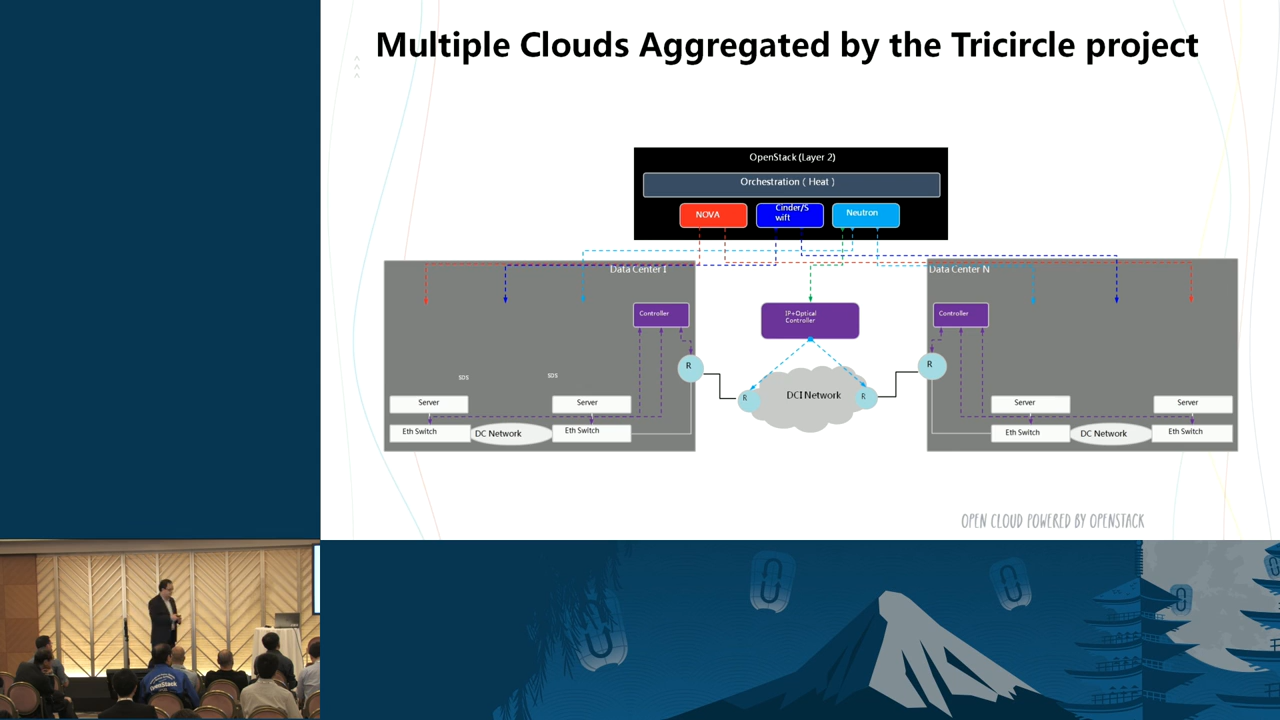 Multiple Clouds Aggregated by the Tricircle project
OpenStack (Layer 2)
Orchestration ( Heat )
NOVA
Cinder/S
wift
Neutron
Data Center I
Data Center N
Controller
IP+Optical
Controller
Controller
R
R
SDS
SDS
R
DCI Network
R
Server
Server
Server
Server
Eth Switch
DC Network
Eth Switch
Eth Switch
DC Network
Eth Switch
OPEN CLOUD POWERED BY OPENSTACK
openstack